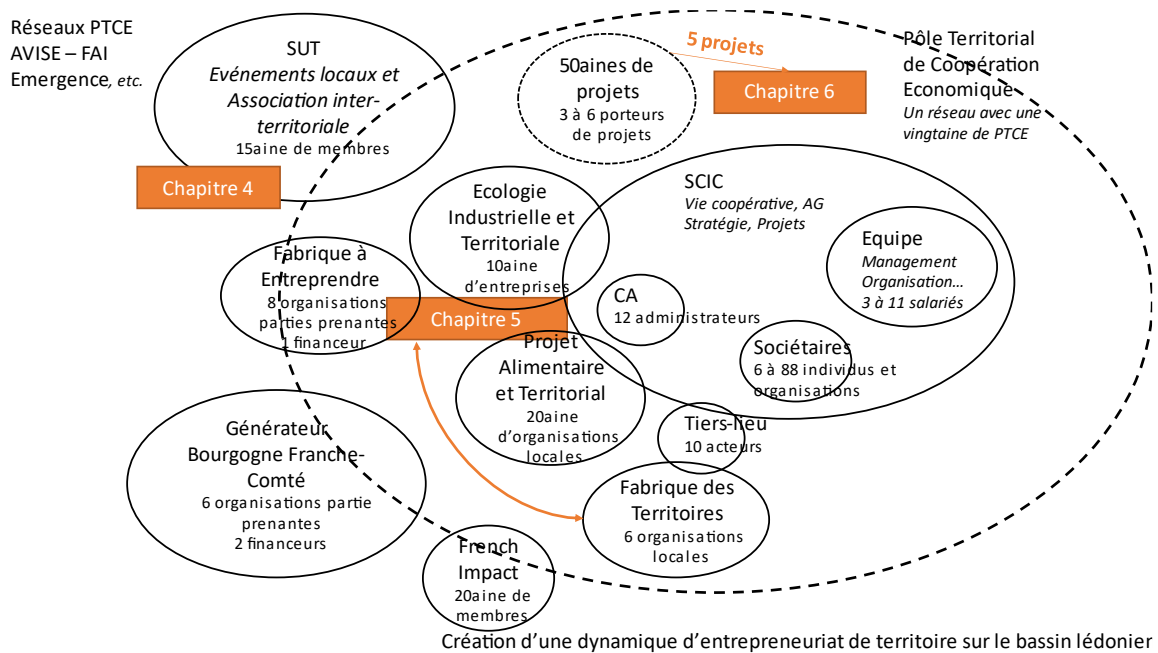 Réseaux PTCE
AVISE – FAI
Emergence, etc.
SUT
Evénements locaux et
Association inter-
territoriale
15aine de membres
Chapitre 4
50aines de
projets
3 à 6 porteurs
de projets
5 projets
Chapitre 6
Pôle Territorial
de Coopération
Economique
Un réseau avec une
vingtaine de PTCE
Ecologie
Industrielle et
Territoriale
10aine
d’entreprises
SCIC
Vie coopérative, AG
Stratégie, Projets
Equipe
Management
Organisation…
3 à 11 salariés
Fabrique à
Entreprendre
8 organisations
parties prenantes
1 financeur
Chapitre 5
CA
12 administrateurs
Sociétaires
6 à 88 individus et
organisations
Projet
Alimentaire
et Territorial
20aine
d’organisations
locales
Tiers-lieu
10 acteurs
Générateur
Bourgogne Franche-
Comté
6 organisations partie
prenantes
2 financeurs
Fabrique des
Territoires
6 organisations
locales
French
Impact
20aine de
membres
Création d’une dynamique d’entrepreneuriat de territoire sur le bassin lédonier